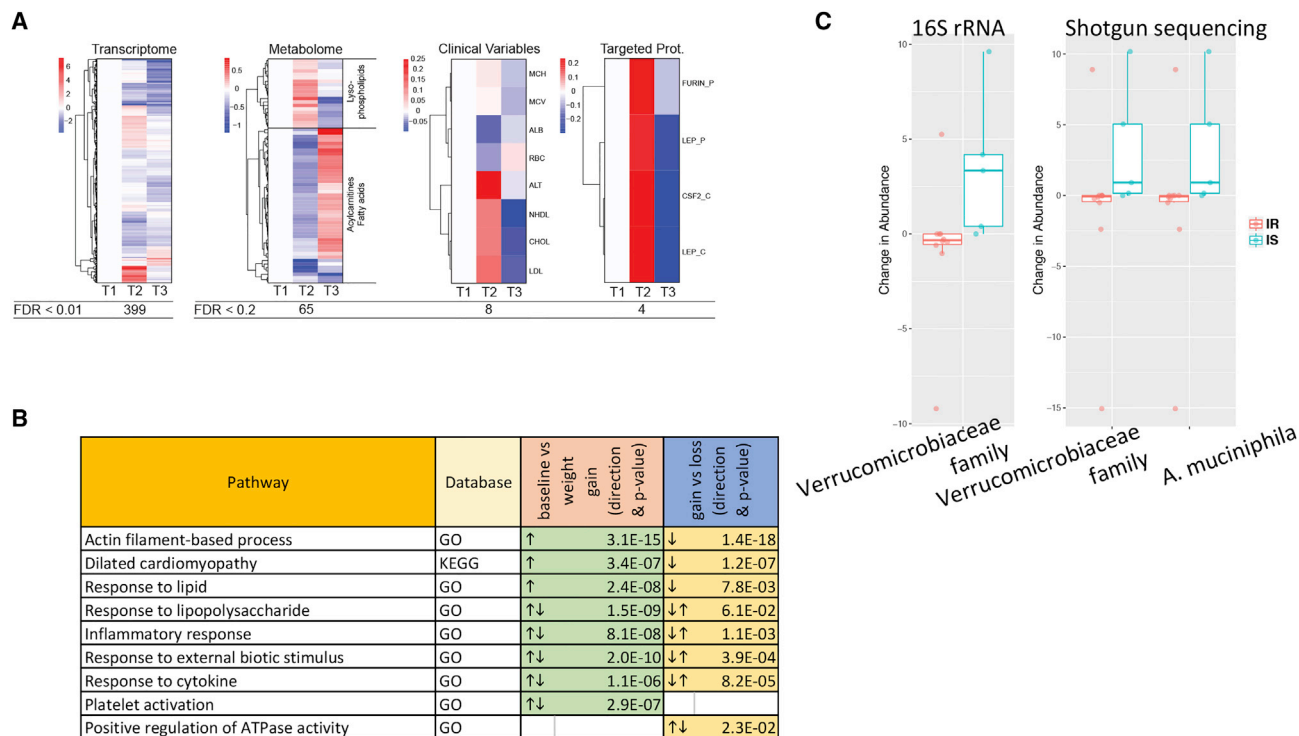 A
Transcriptome
Metabolome
Clinical Variables
Targeted Prot.
6
4
2
0
−2
0.5
0
−0.5
−1
Lyso-
phospholipids
Acylcarnitines
Fatty acids
0.25
0.20
0.15
0.10
0.05
0
−0.05
MCH
MCV
ALB
RBC
ALT
NHDL
CHOL
LDL
0.2
0.1
0
−0.1
−0.2
FURIN_P
LEP_P
CSF2_C
LEP_C
T1 T2 T3
T1 T2 T3
T1 T2 T3
T1 T2 T3
FDR < 0.01 399
FDR < 0.2 65 8 4
B
Pathway
Database
baseline vs
weight
gain
(direction
& p-value)
gain vs loss
(direction
& p-value)
Actin filament-based process GO ↑ 3.1E-15 ↓ 1.4E-18
Dilated cardiomyopathy KEGG ↑ 3.4E-07 ↓ 1.2E-07
Response to lipid GO ↑ 2.4E-08 ↓ 7.8E-03
Response to lipopolysaccharide GO ↑↓ 1.5E-09 ↓↑ 6.1E-02
Inflammatory response GO ↑↓ 8.1E-08 ↓↑ 1.1E-03
Response to external biotic stimulus GO ↑↓ 2.0E-10 ↓↑ 3.9E-04
Response to cytokine GO ↑↓ 1.1E-06 ↓↑ 8.2E-05
Platelet activation GO ↑↓ 2.9E-07
Positive regulation of ATPase activity GO ↑↓ 2.3E-02
C
16S rRNA
Shotgun sequencing
Change in Abundance
10
5
0
−5
−10
Verrucomicrobiaceae
family
Change in Abundance
10
5
0
−5
−10
−15
Verrucomicrobiaceae
family
A. muciniphila
IR
IS